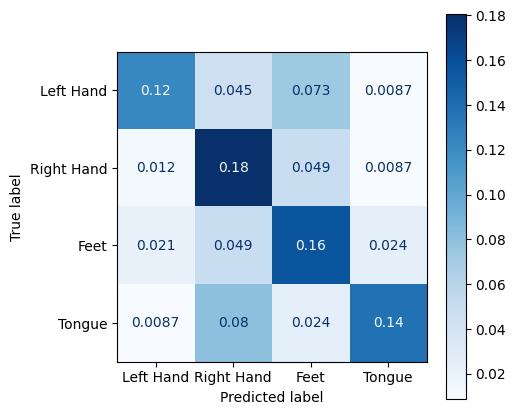 Left Hand 0.12 0.045 0.073 0.0087
Right Hand 0.012 0.18 0.049 0.0087
Feet 0.021 0.049 0.16 0.024
Tongue 0.0087 0.08 0.024 0.14
Left Hand Right Hand Feet Tongue
Predicted label
True label
0.18
0.16
0.14
0.12
0.10
0.08
0.06
0.04
0.02